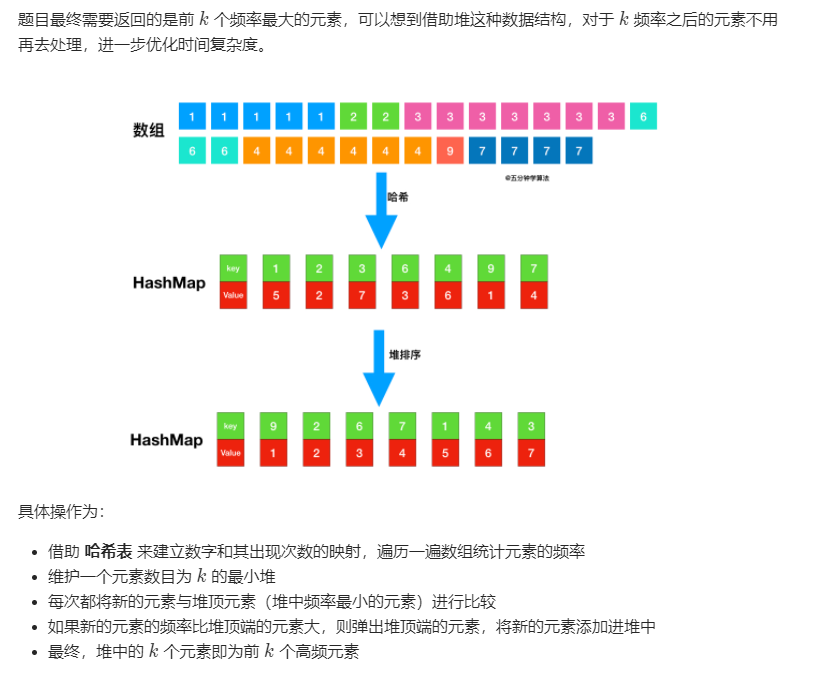 题目最终需要返回的是前 k 个频率最大的元素，可以想到借助堆这种数据结构，对于 k 频率之后的元素不用
再去处理，进一步优化时间复杂度。
数组
1 1 1 1 1 2 2 3 3 3 3 3 3 3 6
6 6 4 4 4 4 4 4 9 7 7 7 7
@五分钟学算法
哈希
HashMap
key 1 2 3 6 4 9 7
Value 5 2 7 3 6 1 4
堆排序
HashMap
key 9 2 6 7 1 4 3
Value 1 2 3 4 5 6 7
具体操作为：
• 借助 哈希表 来建立数字和其出现次数的映射，遍历一遍数组统计元素的频率
• 维护一个元素数目为 k 的最小堆
• 每次都将新的元素与堆顶元素（堆中频率最小的元素）进行比较
• 如果新的元素的频率比堆顶端的元素大，则弹出堆顶端的元素，将新的元素添加进堆中
• 最终，堆中的 k 个元素即为前 k 个高频元素